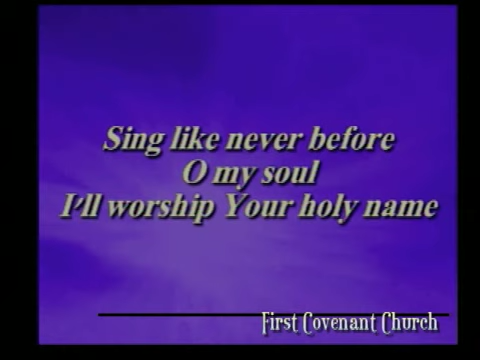 Sing like never before
O my soul
I'll worship Your holy name
First Covenant Church